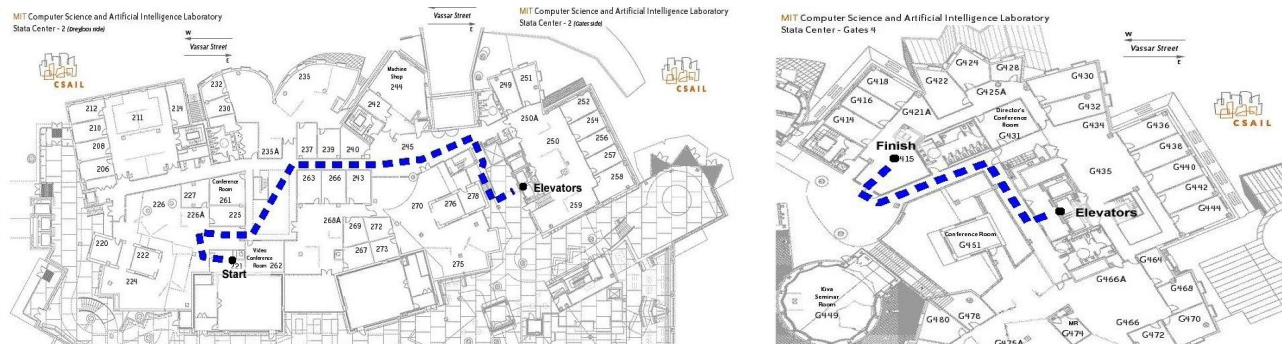 MIT Computer Science and Artificial Intelligence Laboratory
Stata Center - 2 (Dreyfoos side)
W
Vassar Street
E
CSAIL
MIT Computer Science and Artificial Intelligence Laboratory
Stata Center - 2 (Gates side)
Vassar Street
E
CSAIL
212
211
214
210
208
206
232
230
235
235A
Machine
Shop
244
242
237
239
240
245
249
251
250A
252
254
250
256
257
258
259
Elevators
263
266
243
270
276
278
Conference
Room
261
227
226
226A
225
268A
269
272
267
273
275
220
222
224
Video
Conference
Room
262
Start
MIT Computer Science and Artificial Intelligence Laboratory
Stata Center - Gates 4
W
Vassar Street
E
CSAIL
G424
G428
G422
G418
G416
G414
G421A
G425A
G430
G432
G434
Director's
Conference
Room
G431
G436
G438
G440
G442
G444
G435
Finish
415
Elevators
Conference Room
G451
Kiva
Seminar
Room
G449
G464
G466A
G468
G470
G466
G472
MR
G474
G480
G478
G475A